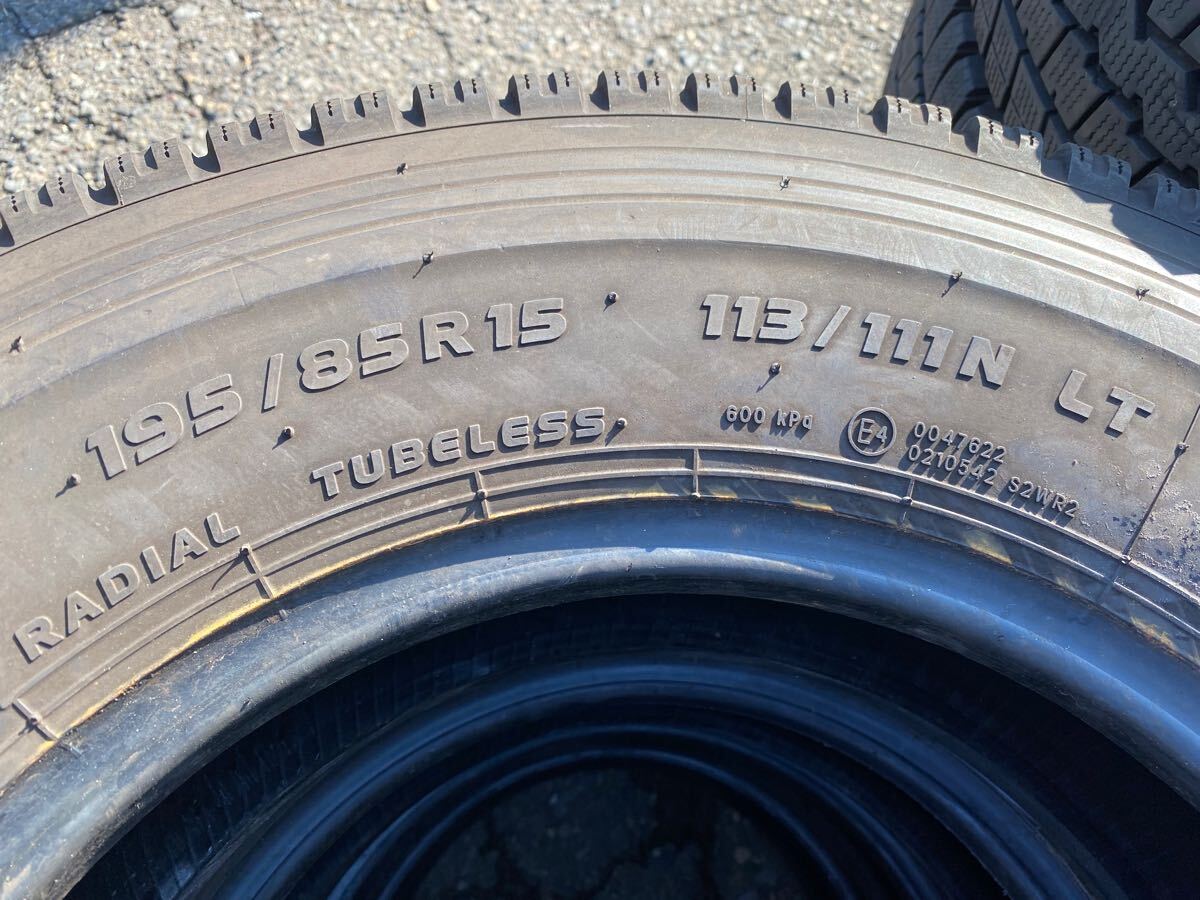 195/85R15 113/111N LT
RADIAL TUBELESS 600 kPa E4 0047622
0210542 S2WR2